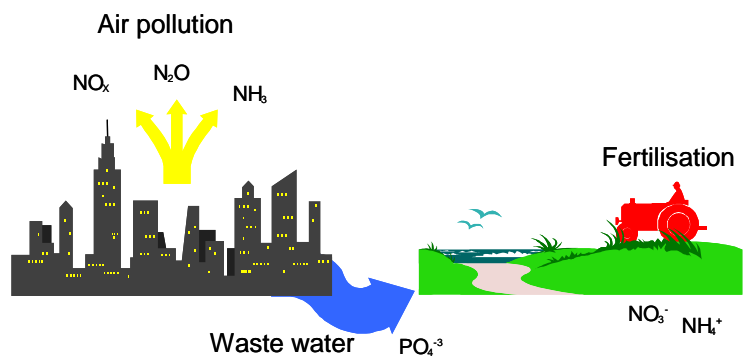 Air pollution
NOₓ
N₂O
NH₃
Fertilisation
NO₃⁻
NH₄⁺
Waste water
PO₄⁻³